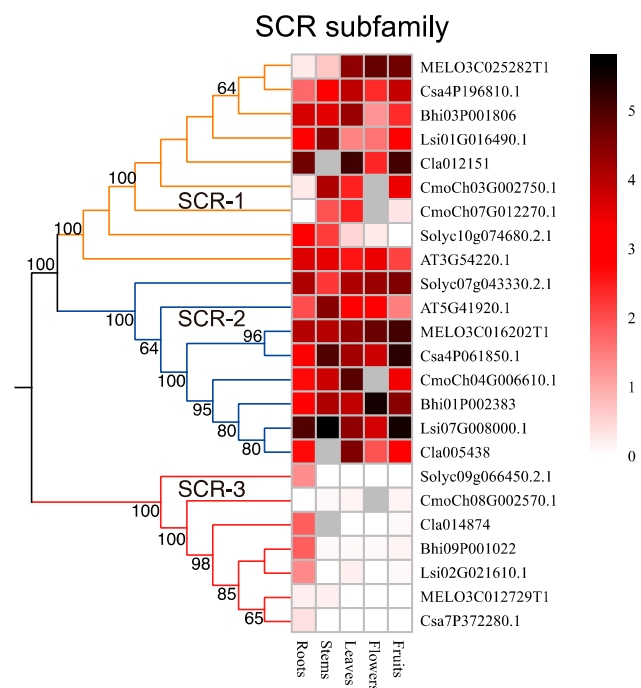 SCR subfamily
MELO3C025282T1
Csa4P196810.1
Bhi03P001806
Lsi01G016490.1
Cla012151
CmoCh03G002750.1
CmoCh07G012270.1
Solyc10g074680.2.1
AT3G54220.1
Solyc07g043330.2.1
AT5G41920.1
MELO3C016202T1
Csa4P061850.1
CmoCh04G006610.1
Bhi01P002383
Lsi07G008000.1
Cla005438
Solyc09g066450.2.1
CmoCh08G002570.1
Cla014874
Bhi09P001022
Lsi02G021610.1
MELO3C012729T1
Csa7P372280.1
64
100
SCR-1
100
100
100
SCR-2
64
96
100
95
80
80
SCR-3
100
100
98
85
65
Roots
Stems
Leaves
Flowers
Fruits
5
4
3
2
1
0